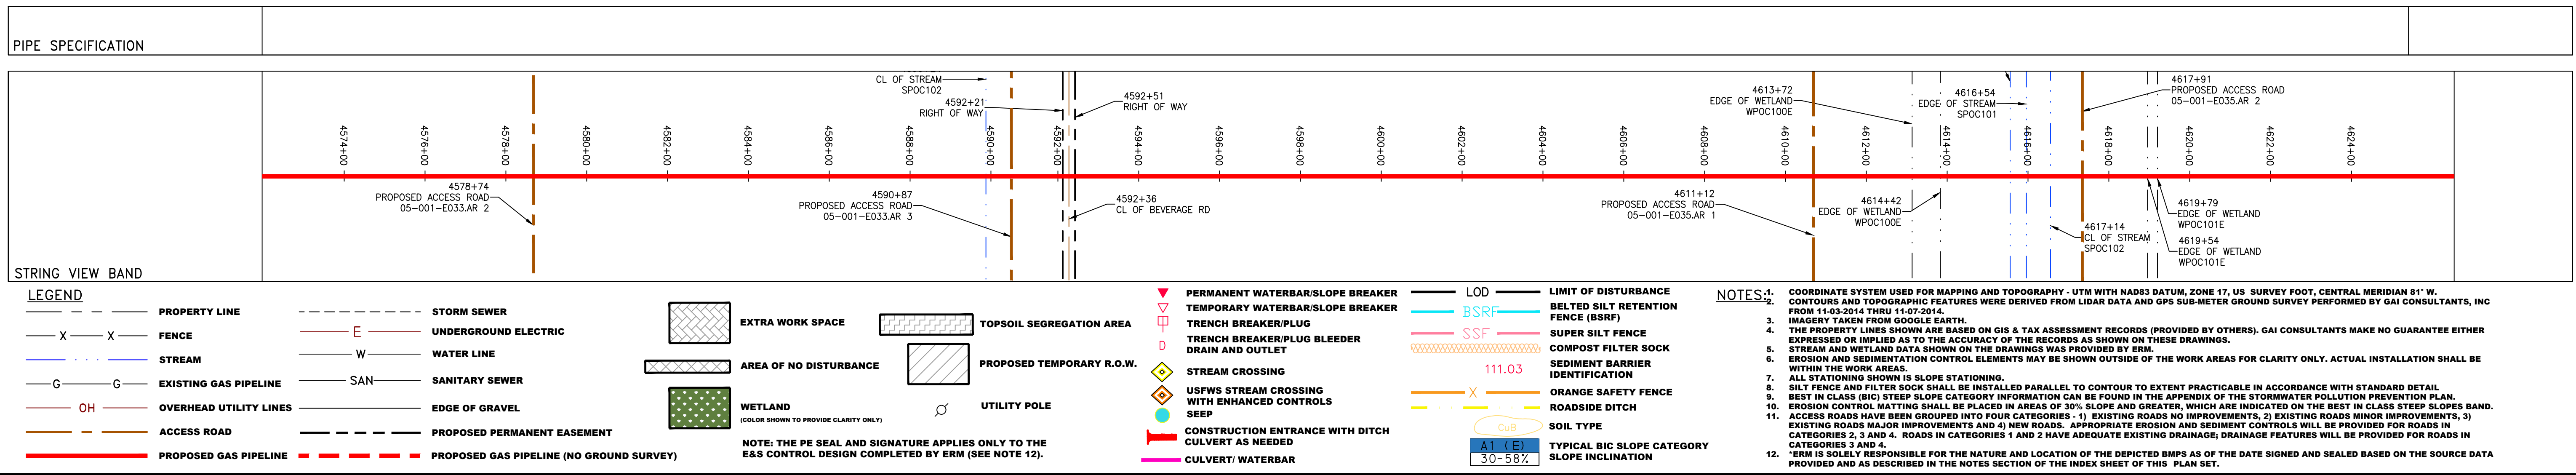 PIPE SPECIFICATION
CL OF STREAM
SPOC102
4592+21
RIGHT OF WAY
4592+51
RIGHT OF WAY
4613+72
EDGE OF WETLAND
WPOC100E
4616+54
EDGE OF STREAM
SPOC101
4617+91
PROPOSED ACCESS ROAD
05-001-E035.AR 2
4574+00
4576+00
4578+00
4580+00
4582+00
4584+00
4586+00
4588+00
4590+00
4592+00
4594+00
4596+00
4598+00
4600+00
4602+00
4604+00
4606+00
4608+00
4610+00
4612+00
4614+00
4616+00
4618+00
4620+00
4622+00
4624+00
4578+74
PROPOSED ACCESS ROAD
05-001-E033.AR 2
4590+87
PROPOSED ACCESS ROAD
05-001-E033.AR 3
4592+36
CL OF BEVERAGE RD
4611+12
PROPOSED ACCESS ROAD
05-001-E035.AR 1
4614+42
EDGE OF WETLAND
WPOC100E
4617+14
CL OF STREAM
SPOC102
4619+79
EDGE OF WETLAND
WPOC101E
4619+54
EDGE OF WETLAND
WPOC101E
STRING VIEW BAND
LEGEND
PROPERTY LINE
X X FENCE
STREAM
G G EXISTING GAS PIPELINE
OH OVERHEAD UTILITY LINES
ACCESS ROAD
PROPOSED GAS PIPELINE
STORM SEWER
E UNDERGROUND ELECTRIC
W WATER LINE
SAN SANITARY SEWER
EDGE OF GRAVEL
PROPOSED PERMANENT EASEMENT
PROPOSED GAS PIPELINE (NO GROUND SURVEY)
EXTRA WORK SPACE
AREA OF NO DISTURBANCE
WETLAND
(COLOR SHOWN TO PROVIDE CLARITY ONLY)
TOPSOIL SEGREGATION AREA
PROPOSED TEMPORARY R.O.W.
UTILITY POLE
NOTE: THE PE SEAL AND SIGNATURE APPLIES ONLY TO THE
E&S CONTROL DESIGN COMPLETED BY ERM (SEE NOTE 12).
PERMANENT WATERBAR/SLOPE BREAKER
TEMPORARY WATERBAR/SLOPE BREAKER
TRENCH BREAKER/PLUG
D TRENCH BREAKER/PLUG BLEEDER
DRAIN AND OUTLET
STREAM CROSSING
USFWS STREAM CROSSING
WITH ENHANCED CONTROLS
SEEP
CONSTRUCTION ENTRANCE WITH DITCH
CULVERT AS NEEDED
CULVERT/ WATERBAR
LOD LIMIT OF DISTURBANCE
BSRF BELTED SILT RETENTION
FENCE (BSRF)
SSF SUPER SILT FENCE
COMPOST FILTER SOCK
111.03 SEDIMENT BARRIER
IDENTIFICATION
X ORANGE SAFETY FENCE
ROADSIDE DITCH
CuB SOIL TYPE
A1 (E) TYPICAL BIC SLOPE CATEGORY
30-58% SLOPE INCLINATION
NOTES:
1. COORDINATE SYSTEM USED FOR MAPPING AND TOPOGRAPHY - UTM WITH NAD83 DATUM, ZONE 17, US SURVEY FOOT, CENTRAL MERIDIAN 81° W.
2. CONTOURS AND TOPOGRAPHIC FEATURES WERE DERIVED FROM LIDAR DATA AND GPS SUB-METER GROUND SURVEY PERFORMED BY GAI CONSULTANTS, INC
FROM 11-03-2014 THRU 11-07-2014.
3. IMAGERY TAKEN FROM GOOGLE EARTH.
4. THE PROPERTY LINES SHOWN ARE BASED ON GIS & TAX ASSESSMENT RECORDS (PROVIDED BY OTHERS). GAI CONSULTANTS MAKE NO GUARANTEE EITHER
EXPRESSED OR IMPLIED AS TO THE ACCURACY OF THE RECORDS AS SHOWN ON THESE DRAWINGS.
5. STREAM AND WETLAND DATA SHOWN ON THE DRAWINGS WAS PROVIDED BY ERM.
6. EROSION AND SEDIMENTATION CONTROL ELEMENTS MAY BE SHOWN OUTSIDE OF THE WORK AREAS FOR CLARITY ONLY. ACTUAL INSTALLATION SHALL BE
WITHIN THE WORK AREAS.
7. ALL STATIONING SHOWN IS SLOPE STATIONING.
8. SILT FENCE AND FILTER SOCK SHALL BE INSTALLED PARALLEL TO CONTOUR TO EXTENT PRACTICABLE IN ACCORDANCE WITH STANDARD DETAIL
9. BEST IN CLASS (BIC) STEEP SLOPE CATEGORY INFORMATION CAN BE FOUND IN THE APPENDIX OF THE STORMWATER POLLUTION PREVENTION PLAN.
10. EROSION CONTROL MATTING SHALL BE PLACED IN AREAS OF 30% SLOPE AND GREATER, WHICH ARE INDICATED ON THE BEST IN CLASS STEEP SLOPES BAND.
11. ACCESS ROADS HAVE BEEN GROUPED INTO FOUR CATEGORIES - 1) EXISTING ROADS NO IMPROVEMENTS, 2) EXISTING ROADS MINOR IMPROVEMENTS, 3)
EXISTING ROADS MAJOR IMPROVEMENTS AND 4) NEW ROADS. APPROPRIATE EROSION AND SEDIMENT CONTROLS WILL BE PROVIDED FOR ROADS IN
CATEGORIES 2, 3 AND 4. ROADS IN CATEGORIES 1 AND 2 HAVE ADEQUATE EXISTING DRAINAGE; DRAINAGE FEATURES WILL BE PROVIDED FOR ROADS IN
CATEGORIES 3 AND 4.
12. "ERM IS SOLELY RESPONSIBLE FOR THE NATURE AND LOCATION OF THE DEPICTED BMPS AS OF THE DATE SIGNED AND SEALED BASED ON THE SOURCE DATA
PROVIDED AND AS DESCRIBED IN THE NOTES SECTION OF THE INDEX SHEET OF THIS PLAN SET.